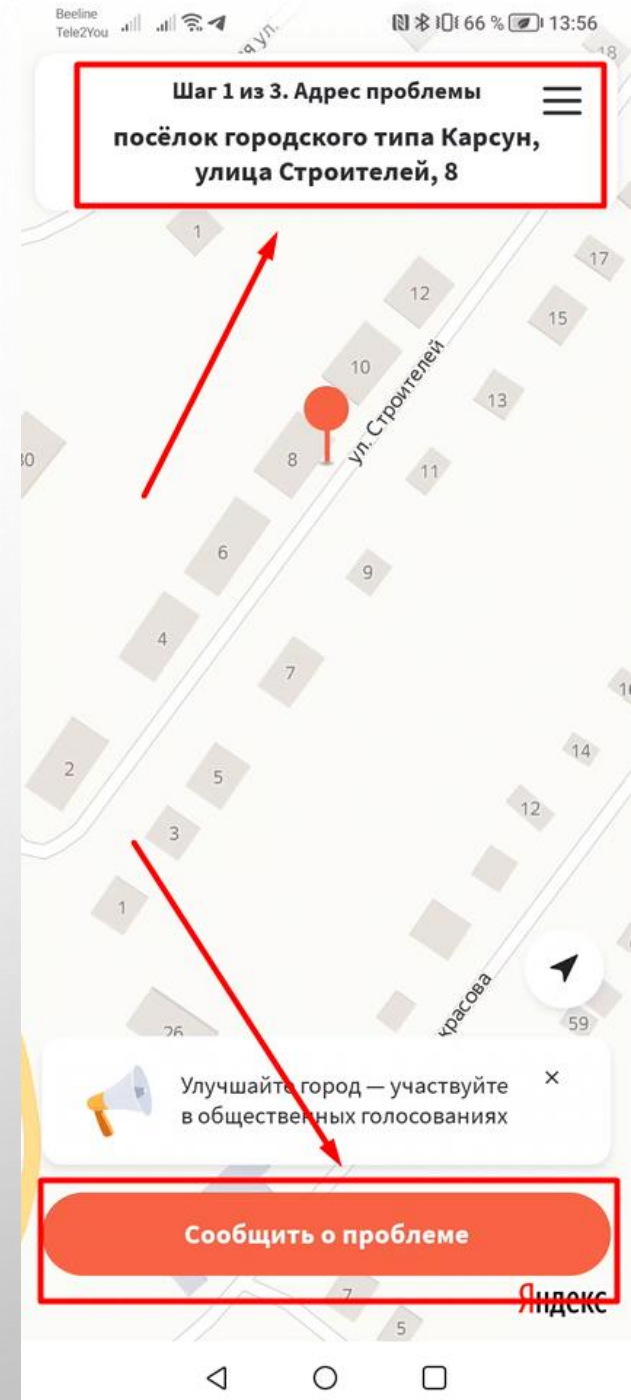 Beeline
Tele2You
66 % 13:56
18
Шаг 1 из 3. Адрес проблемы
посёлок городского типа Карсун,
улица Строителей, 8
1
17
12
15
10
ул. Строителей
13
8
11
6
9
4
7
14
2
5
12
3
1
59
26
Улучшайте город — участвуйте ×
в общественных голосованиях
Сообщить о проблеме
7
Яндекс
5